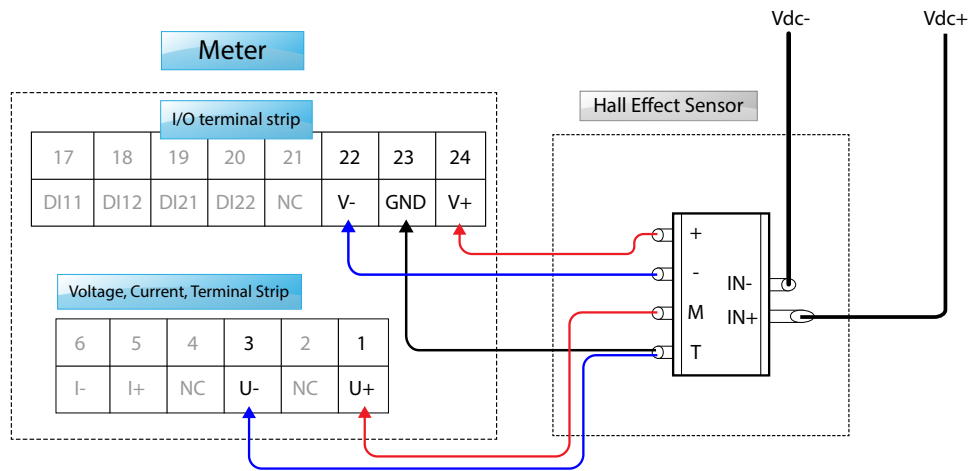 Vdc- Vdc+
Meter
Hall Effect Sensor
I/O terminal strip
17 18 19 20 21 22 23 24
DI11 DI12 DI21 DI22 NC V- GND V+
+
-
IN-
M IN+
T
Voltage, Current, Terminal Strip
6 5 4 3 2 1
I- I+ NC U- NC U+